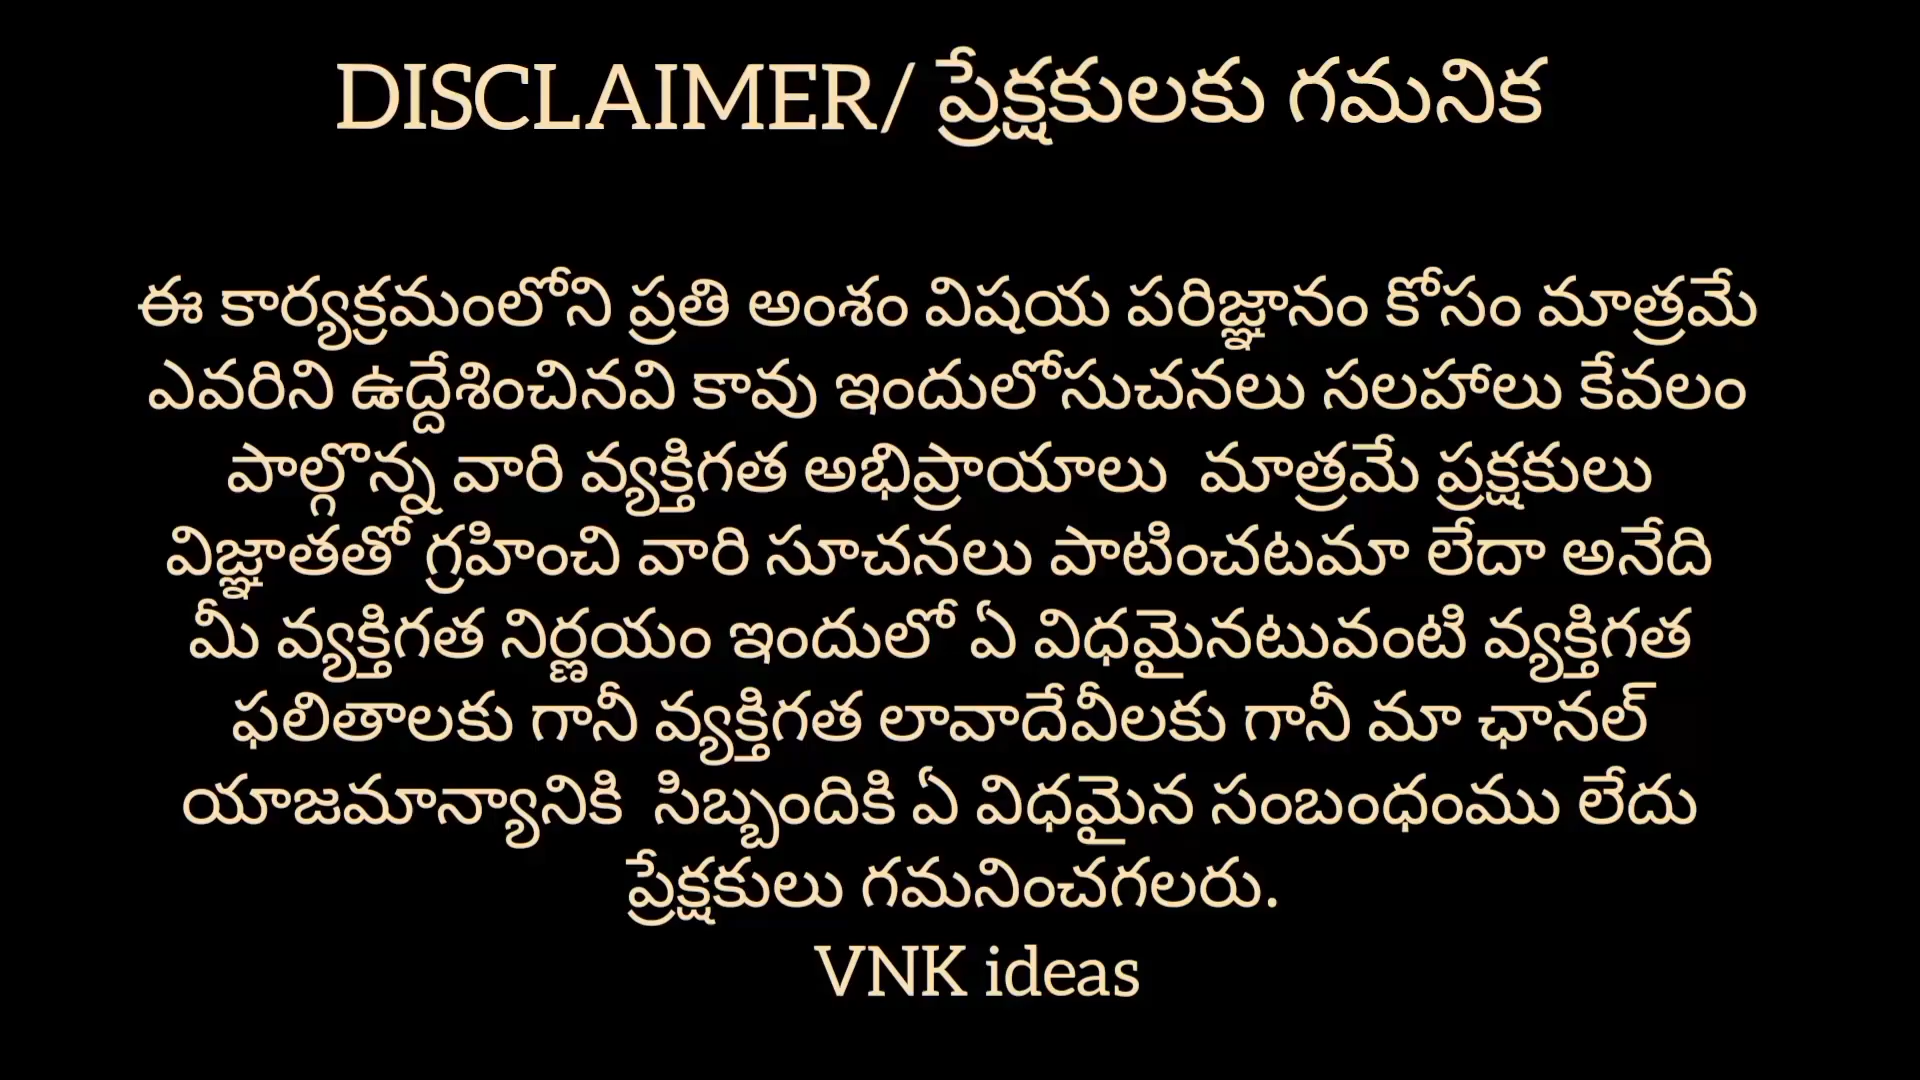 DISCLAIMER/ ప్రేక్షకులకు గమనిక
ఈ కార్యక్రమంలోని ప్రతి అంశం విషయ పరిజ్ఞానం కోసం మాత్రమే
ఎవరిని ఉద్దేశించినవి కావు ఇందులోసుచనలు సలహాలు కేవలం
పాల్గొన్న వారి వ్యక్తిగత అభిప్రాయాలు  మాత్రమే ప్రక్షకులు
విజ్ఞాతతో గ్రహించి వారి సూచనలు పాటించటమా లేదా అనేది
మీ వ్యక్తిగత నిర్ణయం ఇందులో ఏ విధమైనటువంటి వ్యక్తిగత
ఫలితాలకు గానీ వ్యక్తిగత లావాదేవీలకు గానీ మా ఛానల్
యాజమాన్యానికి  సిబ్బందికి ఏ విధమైన సంబంధంము లేదు
ప్రేక్షకులు గమనించగలరు.
VNK ideas